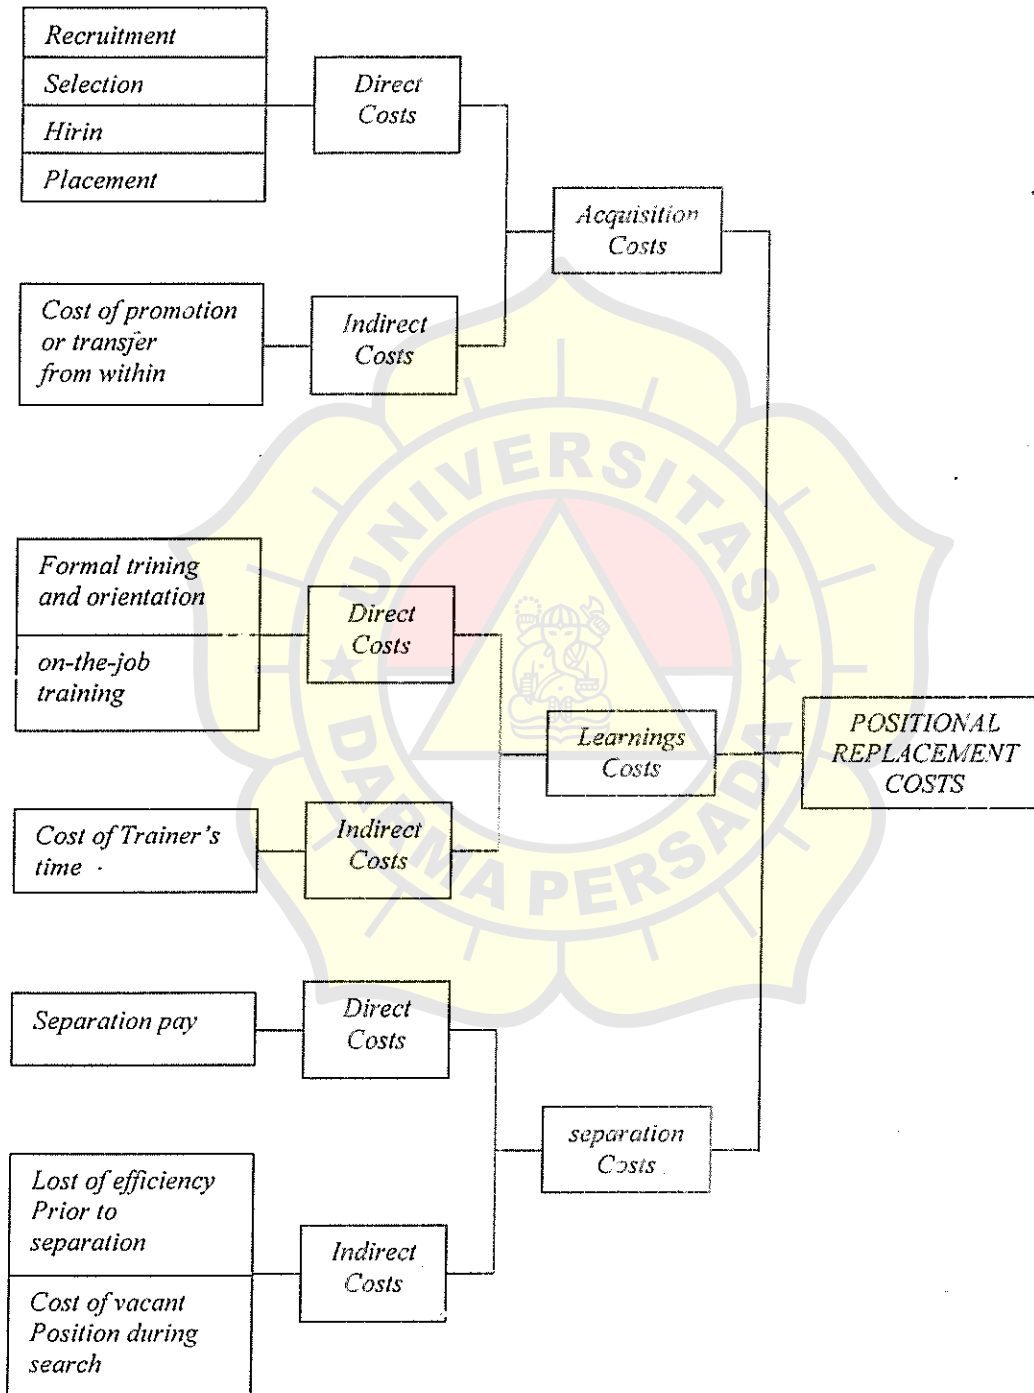 Recruitment
Selection
Hirin
Placement
Direct
Costs
Acquisition
Costs
Cost of promotion
or transfer
from within
Indirect
Costs
Formal trining
and orientation
on-the-job
training
Direct
Costs
Learnings
Costs
POSITIONAL
REPLACEMENT
COSTS
Cost of Trainer's
time
Indirect
Costs
Separation pay
Direct
Costs
separation
Costs
Lost of efficiency
Prior to
separation
Cost of vacant
Position during
search
Indirect
Costs
UNIVERSITAS
DARMA PERSADA